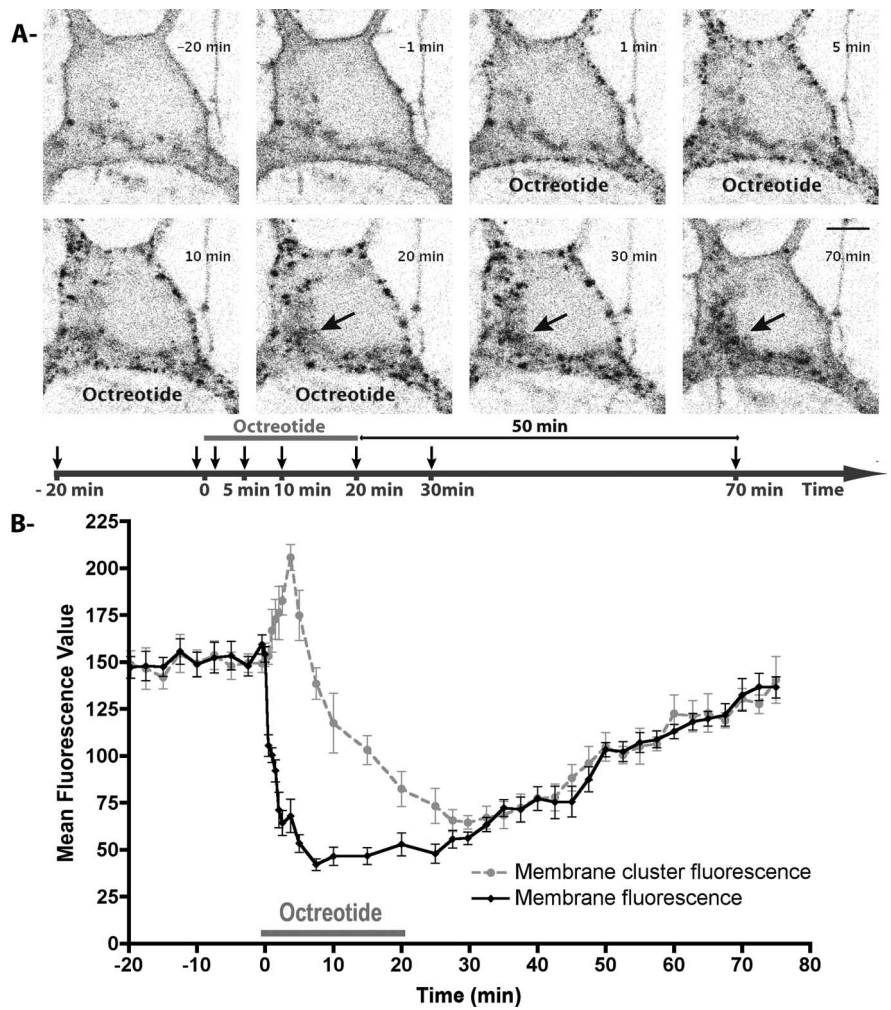 A-
-20 min
-1 min
1 min
5 min
Octreotide
Octreotide
10 min
20 min
30 min
70 min
Octreotide
Octreotide
Octreotide
50 min
- 20 min
0
5 min
10 min
20 min
30min
70 min
Time
B-
225
200
175
150
125
100
75
50
25
0
Mean Fluorescence Value
Membrane cluster fluorescence
Membrane fluorescence
Octreotide
-20
-10
0
10
20
30
40
50
60
70
80
Time (min)